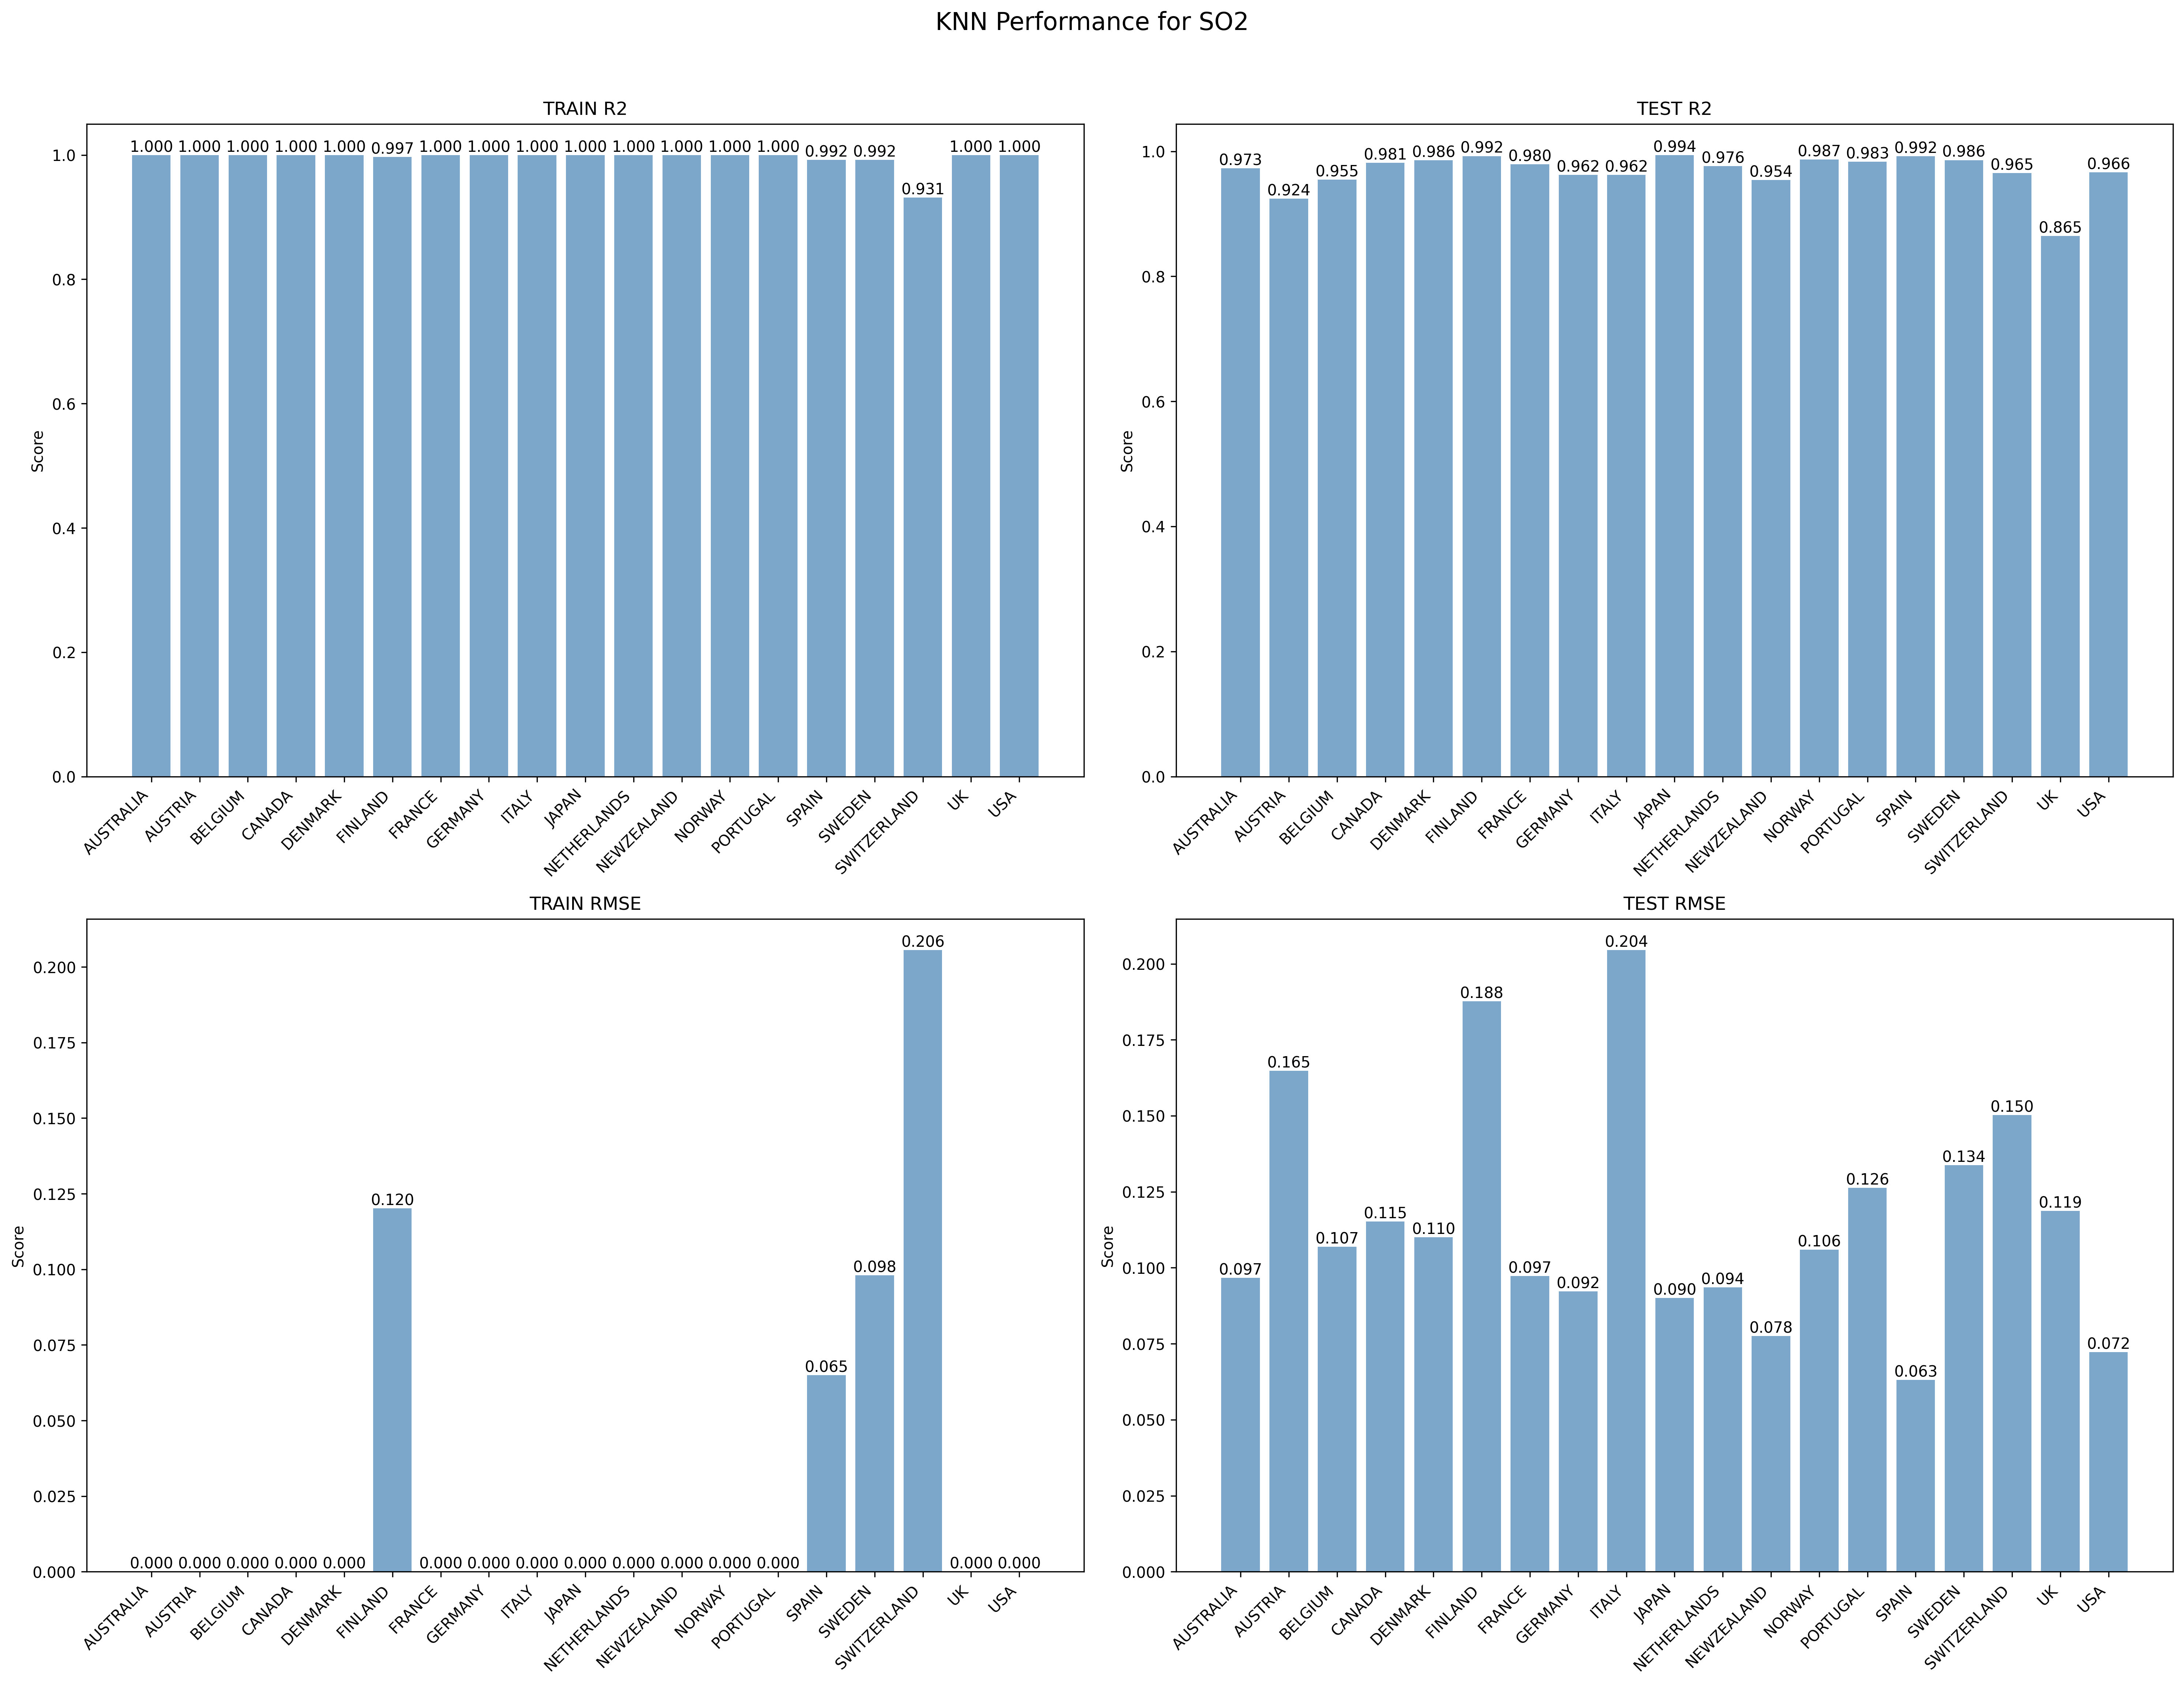 KNN Performance for SO2
TRAIN R2
1.000 1.000 1.000 1.000 1.000 0.997 1.000 1.000 1.000 1.000 1.000 1.000 1.000 1.000 0.992 0.992 0.931 1.000 1.000
1.0
0.8
0.6
0.4
0.2
0.0
Score
AUSTRALIA AUSTRIA BELGIUM CANADA DENMARK FINLAND FRANCE GERMANY ITALY JAPAN NETHERLANDS NEWZEALAND NORWAY PORTUGAL SPAIN SWEDEN SWITZERLAND UK USA
TEST R2
0.973 0.924 0.955 0.981 0.986 0.992 0.980 0.962 0.962 0.994 0.976 0.954 0.987 0.983 0.992 0.986 0.965 0.865 0.966
1.0
0.8
0.6
0.4
0.2
0.0
Score
AUSTRALIA AUSTRIA BELGIUM CANADA DENMARK FINLAND FRANCE GERMANY ITALY JAPAN NETHERLANDS NEWZEALAND NORWAY PORTUGAL SPAIN SWEDEN SWITZERLAND UK USA
TRAIN RMSE
0.000 0.000 0.000 0.000 0.000 0.120 0.000 0.000 0.000 0.000 0.000 0.000 0.000 0.000 0.065 0.098 0.206 0.000 0.000
0.200
0.175
0.150
0.125
0.100
0.075
0.050
0.025
0.000
Score
AUSTRALIA AUSTRIA BELGIUM CANADA DENMARK FINLAND FRANCE GERMANY ITALY JAPAN NETHERLANDS NEWZEALAND NORWAY PORTUGAL SPAIN SWEDEN SWITZERLAND UK USA
TEST RMSE
0.097 0.165 0.107 0.115 0.110 0.188 0.097 0.092 0.204 0.090 0.094 0.078 0.106 0.126 0.063 0.134 0.150 0.119 0.072
0.200
0.175
0.150
0.125
0.100
0.075
0.050
0.025
0.000
Score
AUSTRALIA AUSTRIA BELGIUM CANADA DENMARK FINLAND FRANCE GERMANY ITALY JAPAN NETHERLANDS NEWZEALAND NORWAY PORTUGAL SPAIN SWEDEN SWITZERLAND UK USA